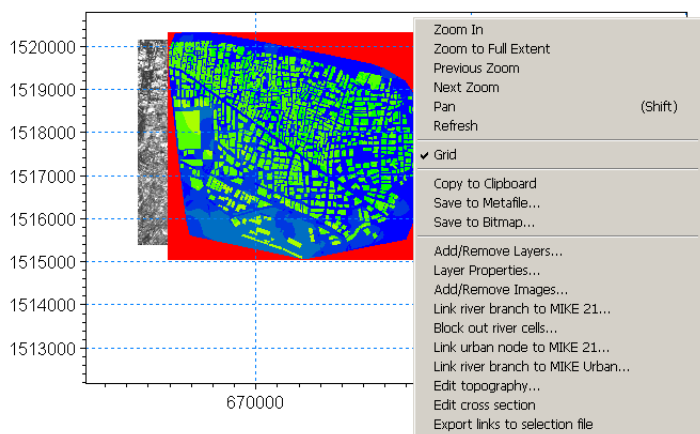 1520000
1519000
1518000
1517000
1516000
1515000
1514000
1513000
670000
Zoom In
Zoom to Full Extent
Previous Zoom
Next Zoom
Pan (Shift)
Refresh
Grid
Copy to Clipboard
Save to Metafile...
Save to Bitmap...
Add/Remove Layers...
Layer Properties...
Add/Remove Images...
Link river branch to MIKE 21...
Block out river cells...
Link urban node to MIKE 21...
Link river branch to MIKE Urban...
Edit topography...
Edit cross section
Export links to selection file